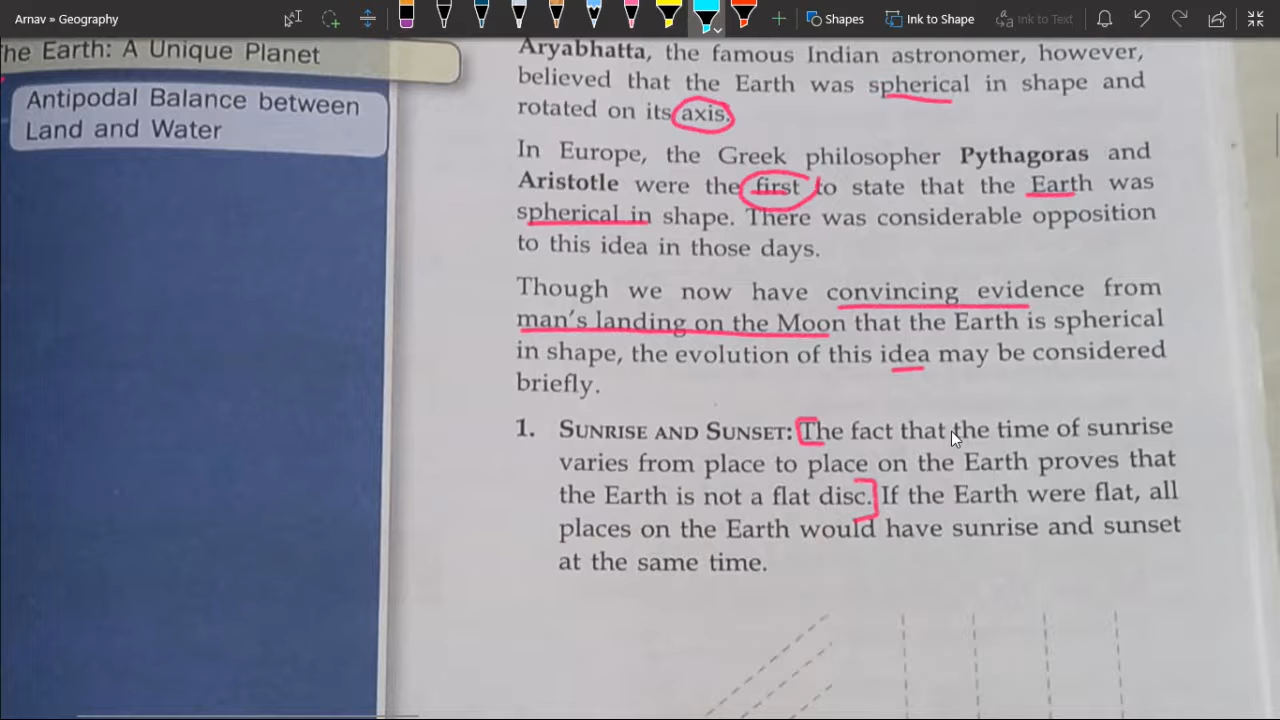 Arnav » Geography
Shapes
Ink to Shape
Ink to Text
he Earth: A Unique Planet
Antipodal Balance between
Land and Water
Aryabhatta, the famous Indian astronomer, however,
believed that the Earth was spherical in shape and
rotated on its axis.
In Europe, the Greek philosopher Pythagoras and
Aristotle were the first to state that the Earth was
spherical in shape. There was considerable opposition
to this idea in those days.
Though we now have convincing evidence from
man's landing on the Moon that the Earth is spherical
in shape, the evolution of this idea may be considered
briefly.
1. SUNRISE AND SUNSET: The fact that the time of sunrise
varies from place to place on the Earth proves that
the Earth is not a flat disc. If the Earth were flat, all
places on the Earth would have sunrise and sunset
at the same time.